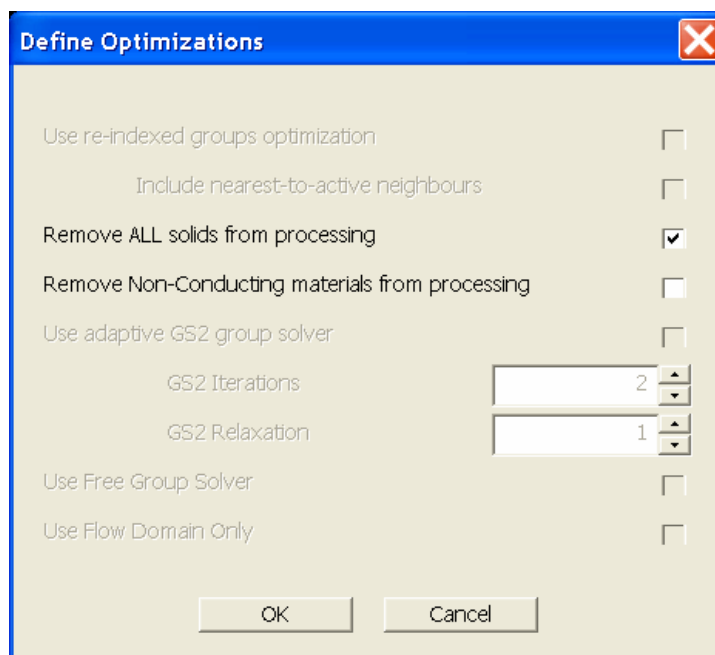 Define Optimizations
Use re-indexed groups optimization
Include nearest-to-active neighbours
Remove ALL solids from processing
Remove Non-Conducting materials from processing
Use adaptive GS2 group solver
GS2 Iterations 2
GS2 Relaxation 1
Use Free Group Solver
Use Flow Domain Only
OK Cancel